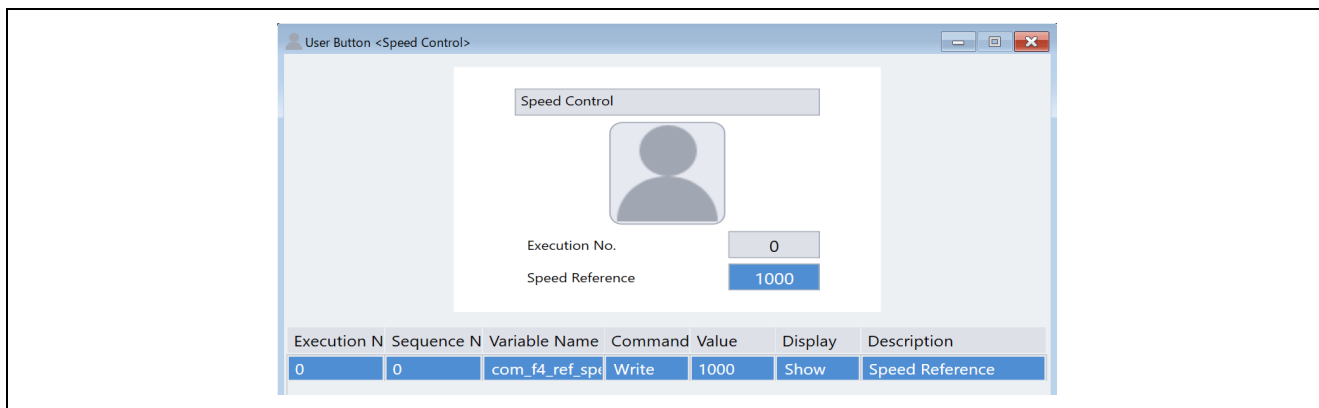 User Button <Speed Control>
Speed Control
Execution No. 0
Speed Reference 1000
Execution N Sequence N Variable Name Command Value Display Description
0 0 com_f4_ref_spe Write 1000 Show Speed Reference